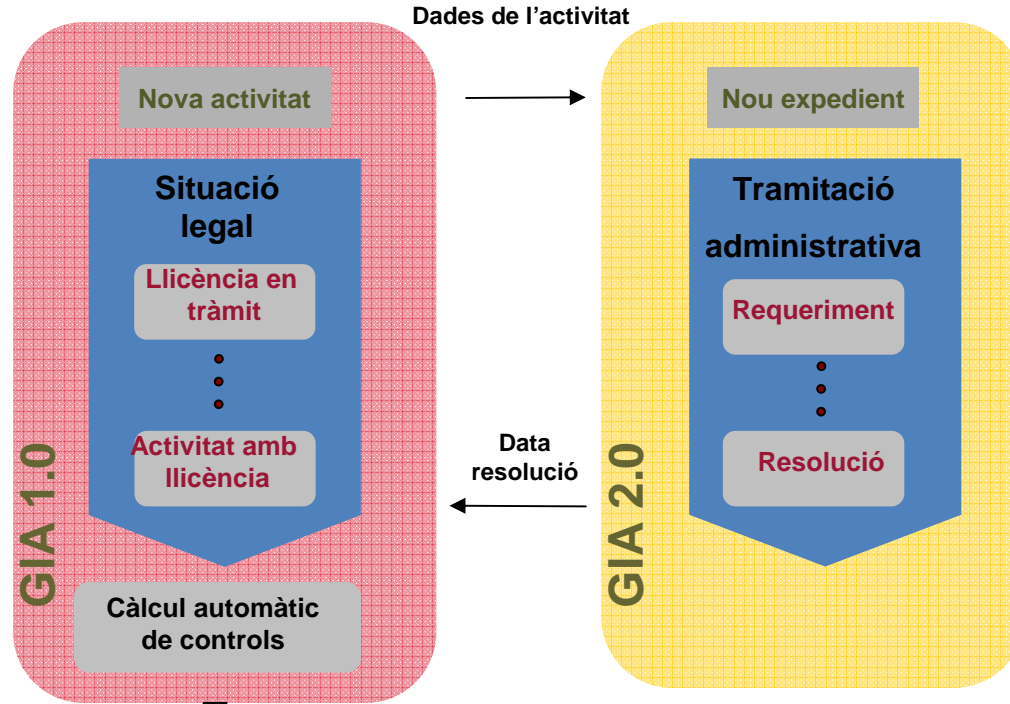 Dades de l'activitat
Nova activitat
Situació
legal
Llicència en
tràmit
Activitat amb
llicència
GIA 1.0
Càlcul automàtic
de controls
Data
resolució
Nou expedient
Tramitació
administrativa
Requeriment
Resolució
GIA 2.0